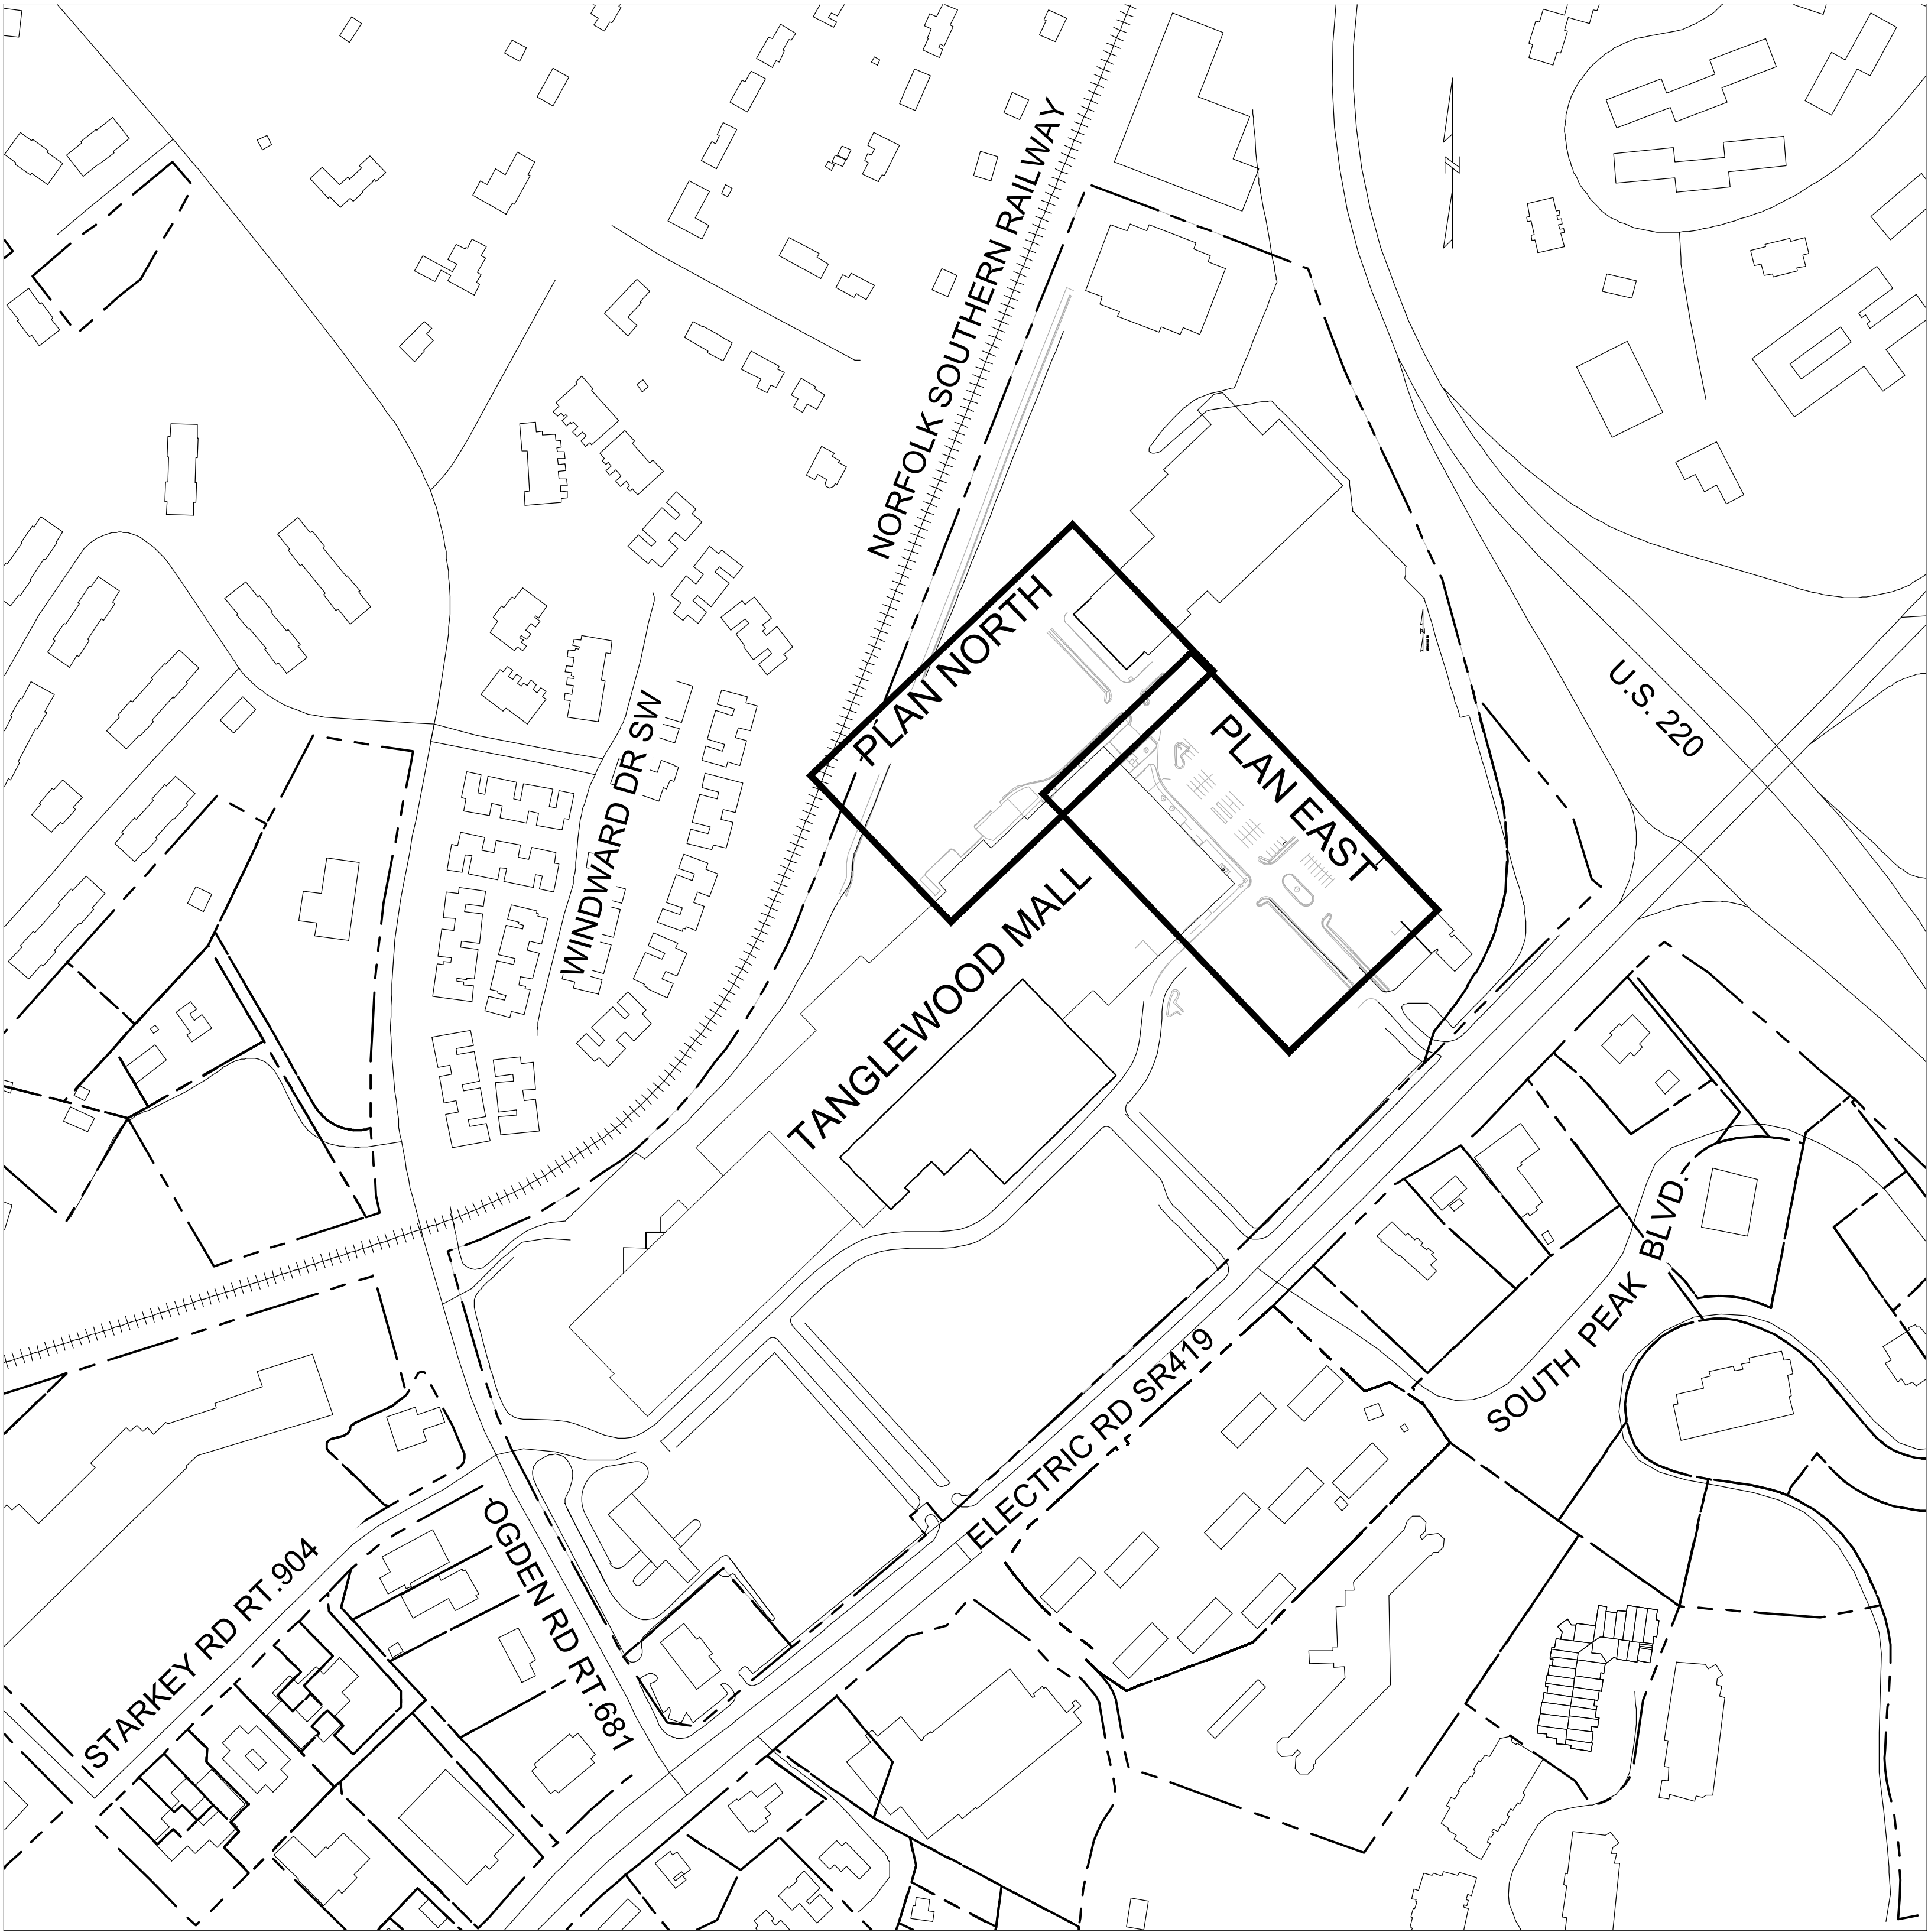 NORFOLK SOUTHERN RAILWAY
N
PLAN NORTH
U.S. 220
WINDWARD DR SW
PLAN EAST
TANGLEWOOD MALL
SOUTH PEAK BLVD.
ELECTRIC RD SR419
STARKEY RD RT.904
OGDEN RD RT.681